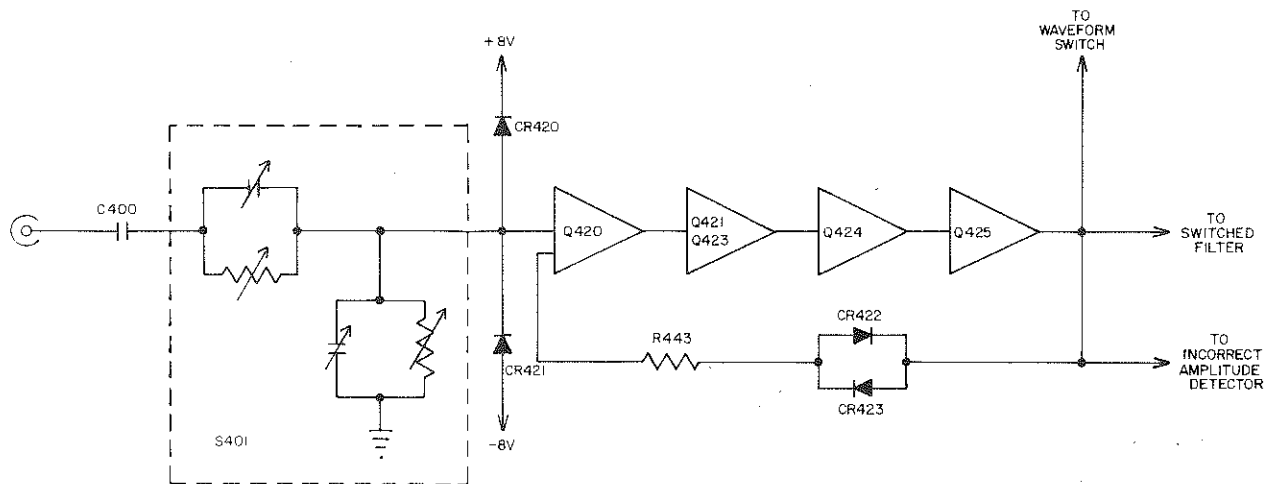 TO
WAVEFORM
SWITCH
+8V
CR420
C400
Q420
Q421
Q423
Q424
Q425
TO
SWITCHED
FILTER
CR422
R443
CR421
CR423
TO
INCORRECT
AMPLITUDE
DETECTOR
S401
-8V